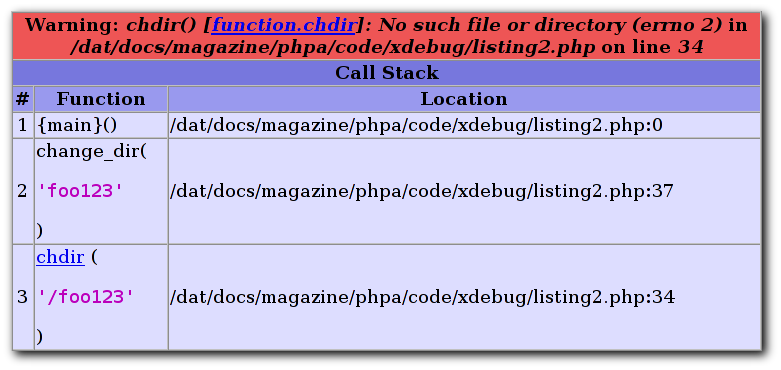 Warning: chdir() [function.chdir]: No such file or directory (errno 2) in
/dat/docs/magazine/phpa/code/xdebug/listing2.php on line 34
Call Stack
# Function Location
1 {main}() /dat/docs/magazine/phpa/code/xdebug/listing2.php:0
change_dir(
2 'foo123' /dat/docs/magazine/phpa/code/xdebug/listing2.php:37
)
chdir (
3 '/foo123' /dat/docs/magazine/phpa/code/xdebug/listing2.php:34
)